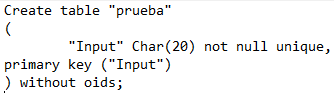 Create table "prueba"
(
        "Input" Char(20) not null unique,
primary key ("Input")
) without oids;